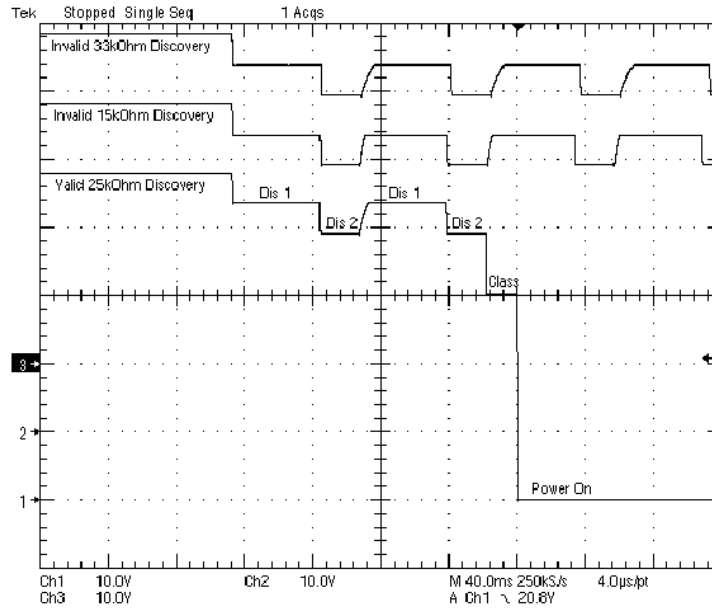 Tek Stopped Single Seq 1 Acqs
Invalid 33kOhm Discovery
Invalid 15kOhm Discovery
Valid 25kOhm Discovery
Dis 1
Dis 1
Dis 2
Dis 2
Class
3
2
1
Power On
Ch1 10.0V Ch2 10.0V M 40.0ms 250kS/s 4.0µs/pt
Ch3 10.0V A Ch1 20.8V